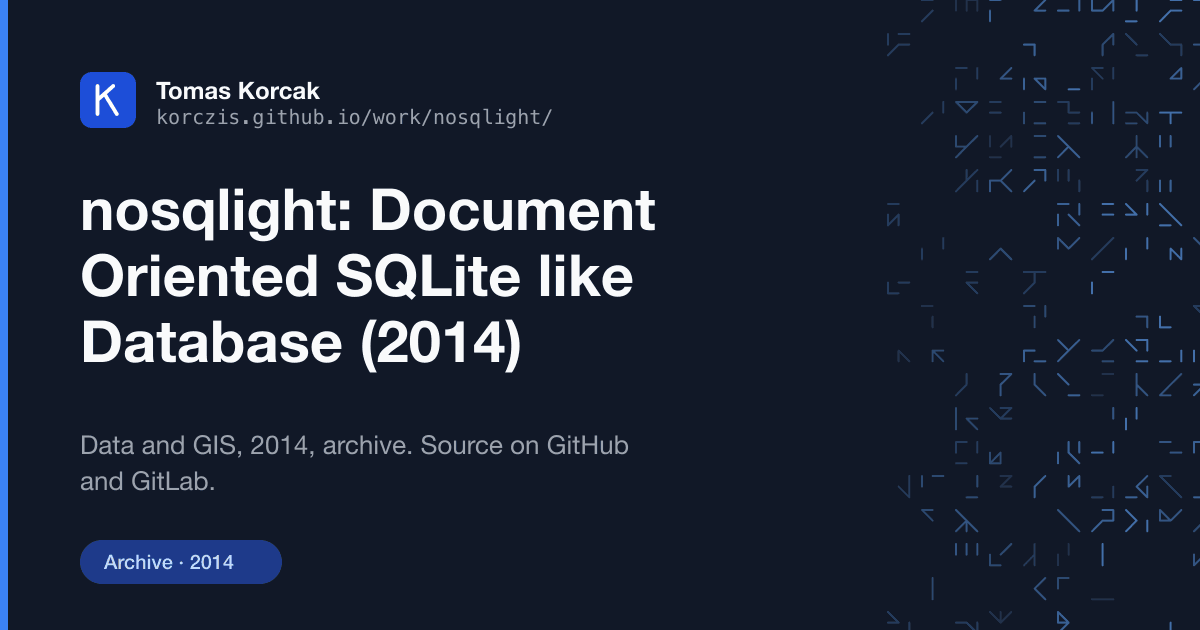 K
Tomas Korcak
korczis.github.io/work/nosqlight/
nosqlight: Document
Oriented SQLite like
Database (2014)
Data and GIS, 2014, archive. Source on GitHub
and GitLab.
Archive · 2014